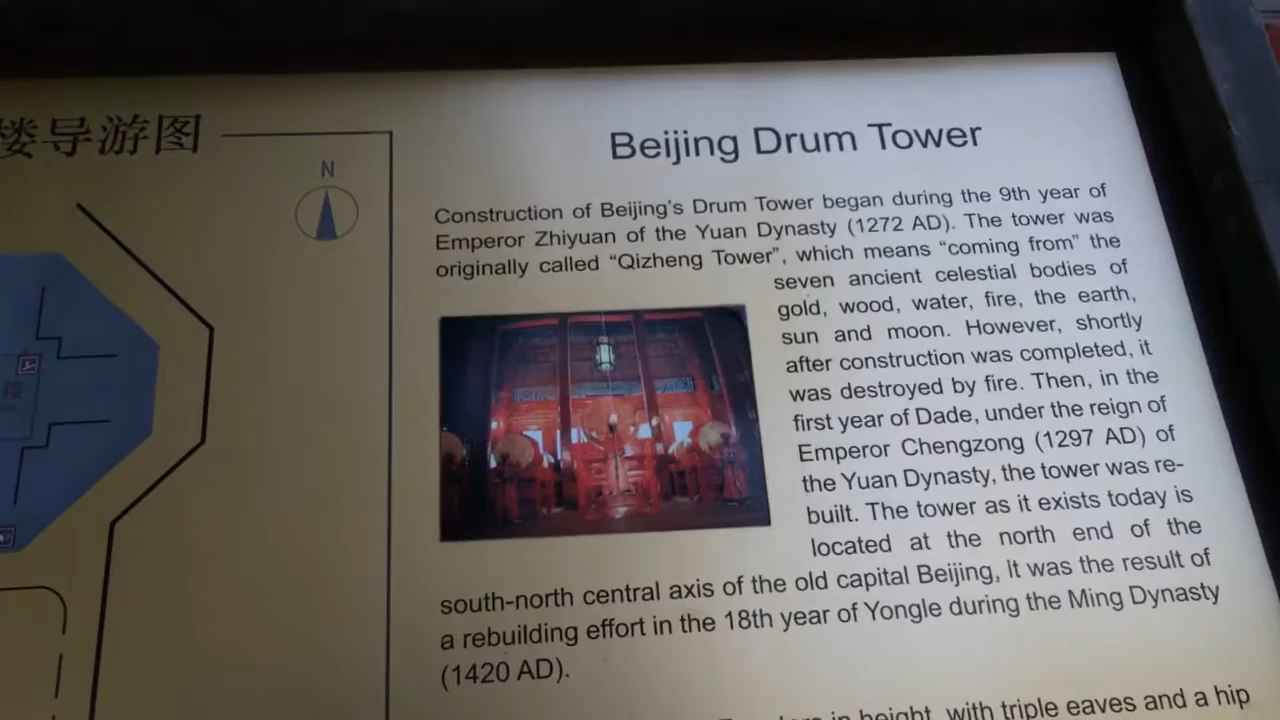 楼导游图
N
Beijing Drum Tower
Construction of Beijing's Drum Tower began during the 9th year of
Emperor Zhiyuan of the Yuan Dynasty (1272 AD). The tower was
originally called “Qizheng Tower”, which means “coming from” the
seven ancient celestial bodies of
gold, wood, water, fire, the earth,
sun and moon. However, shortly
after construction was completed, it
was destroyed by fire. Then, in the
first year of Dade, under the reign of
Emperor Chengzong (1297 AD) of
the Yuan Dynasty, the tower was re-
built. The tower as it exists today is
located at the north end of the
south-north central axis of the old capital Beijing, It was the result of
a rebuilding effort in the 18th year of Yongle during the Ming Dynasty
(1420 AD).
in height, with triple eaves and a hip